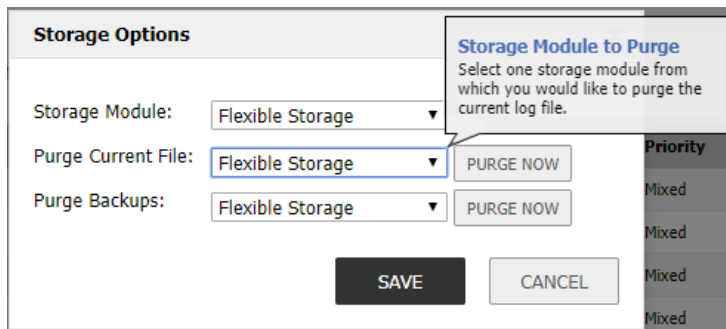 Storage Options
Storage Module to Purge
Select one storage module from
which you would like to purge the
current log file.
Storage Module: Flexible Storage
Purge Current File: Flexible Storage PURGE NOW
Purge Backups: Flexible Storage PURGE NOW
SAVE CANCEL
Priority
Mixed
Mixed
Mixed
Mixed